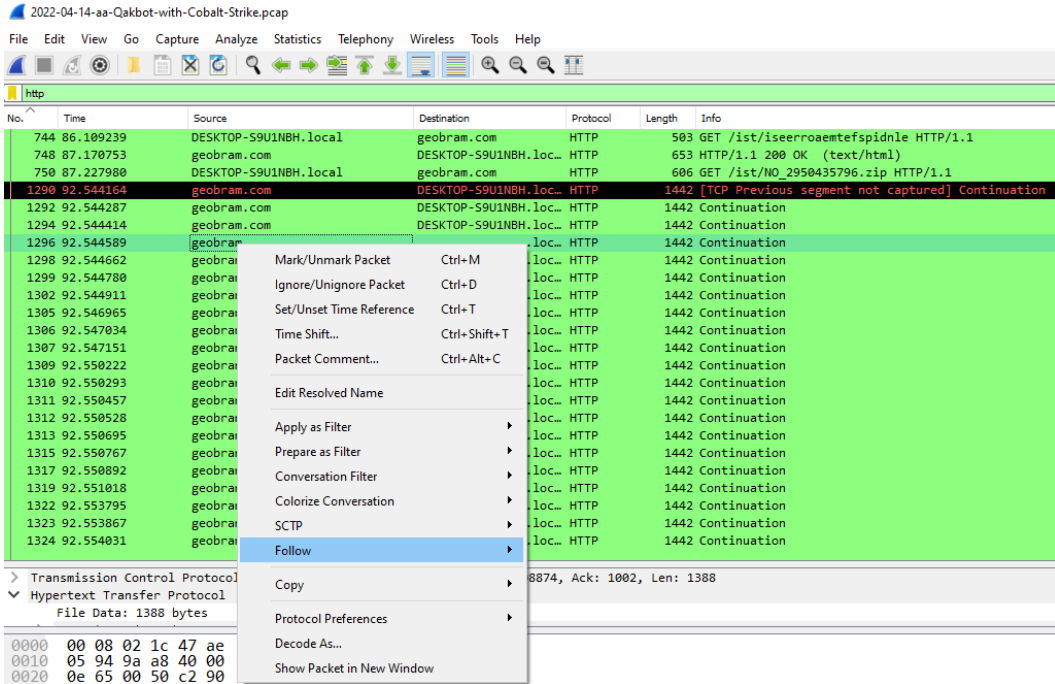 2022-04-14-aa-Qakbot-with-Cobalt-Strike.pcap
File Edit View Go Capture Analyze Statistics Telephony Wireless Tools Help
http
No. Time Source Destination Protocol Length Info
744 86.109239 DESKTOP-S9U1NBH.local geobram.com HTTP 503 GET /ist/iseerroaemtefspidnle HTTP/1.1
748 87.170753 geobram.com DESKTOP-S9U1NBH.loc… HTTP 653 HTTP/1.1 200 OK (text/html)
750 87.227980 DESKTOP-S9U1NBH.local geobram.com HTTP 606 GET /ist/NO_2950435796.zip HTTP/1.1
1290 92.544164 geobram.com DESKTOP-S9U1NBH.loc… HTTP 1442 [TCP Previous segment not captured] Continuation
1292 92.544287 geobram.com DESKTOP-S9U1NBH.loc… HTTP 1442 Continuation
1294 92.544414 geobram.com DESKTOP-S9U1NBH.loc… HTTP 1442 Continuation
1296 92.544589 geobram .loc… HTTP 1442 Continuation
1298 92.544662 geobra .loc… HTTP 1442 Continuation
1299 92.544780 geobra .loc… HTTP 1442 Continuation
1302 92.544911 geobra .loc… HTTP 1442 Continuation
1305 92.546965 geobra .loc… HTTP 1442 Continuation
1306 92.547034 geobra .loc… HTTP 1442 Continuation
1307 92.547151 geobra .loc… HTTP 1442 Continuation
1309 92.550222 geobra .loc… HTTP 1442 Continuation
1310 92.550293 geobra .loc… HTTP 1442 Continuation
1311 92.550457 geobra .loc… HTTP 1442 Continuation
1312 92.550528 geobra .loc… HTTP 1442 Continuation
1313 92.550695 geobra .loc… HTTP 1442 Continuation
1315 92.550767 geobra .loc… HTTP 1442 Continuation
1317 92.550892 geobra .loc… HTTP 1442 Continuation
1319 92.551018 geobra .loc… HTTP 1442 Continuation
1322 92.553795 geobra .loc… HTTP 1442 Continuation
1323 92.553867 geobra .loc… HTTP 1442 Continuation
1324 92.554031 geobra .loc… HTTP 1442 Continuation
Mark/Unmark Packet Ctrl+M
Ignore/Unignore Packet Ctrl+D
Set/Unset Time Reference Ctrl+T
Time Shift... Ctrl+Shift+T
Packet Comment... Ctrl+Alt+C
Edit Resolved Name
Apply as Filter
Prepare as Filter
Conversation Filter
Colorize Conversation
SCTP
Follow
Copy
Protocol Preferences
Decode As...
Show Packet in New Window
Transmission Control Protocol 8874, Ack: 1002, Len: 1388
Hypertext Transfer Protocol
File Data: 1388 bytes
0000 00 08 02 1c 47 ae
0010 05 94 9a a8 40 00
0020 0e 65 00 50 c2 90